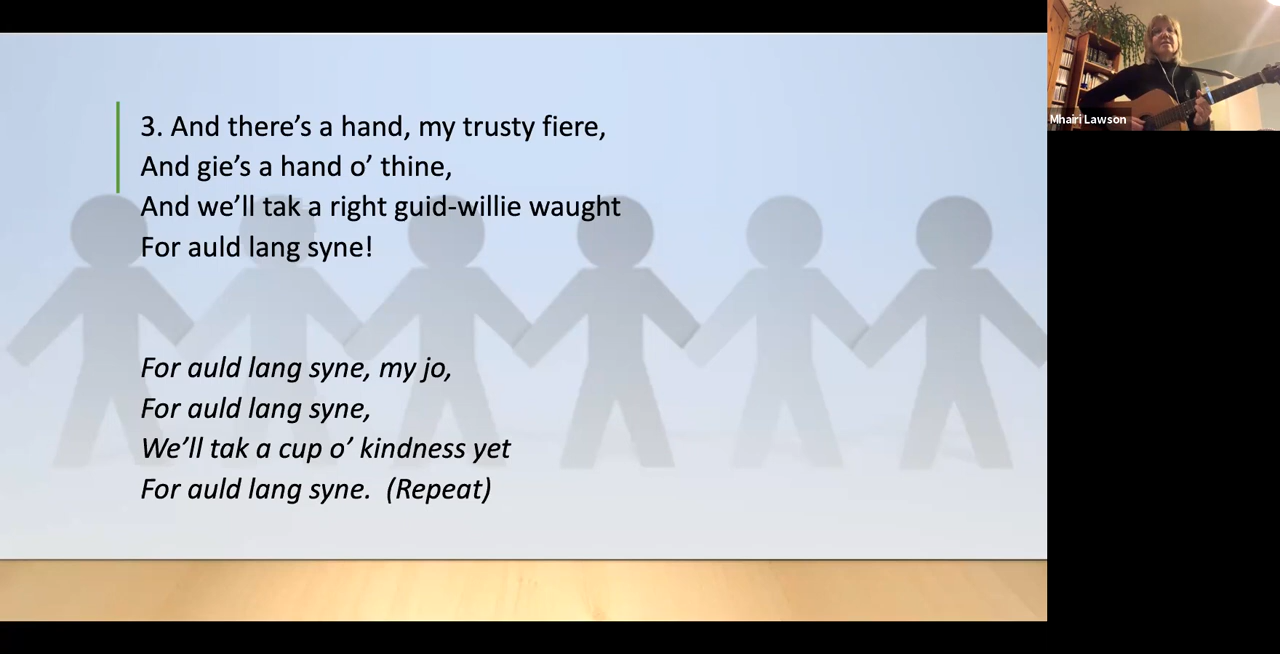 3. And there’s a hand, my trusty fiere,
And gie’s a hand o’ thine,
And we’ll tak a right guid-willie waught
For auld lang syne!
For auld lang syne, my jo,
For auld lang syne,
We’ll tak a cup o’ kindness yet
For auld lang syne.  (Repeat)
Mhairi Lawson